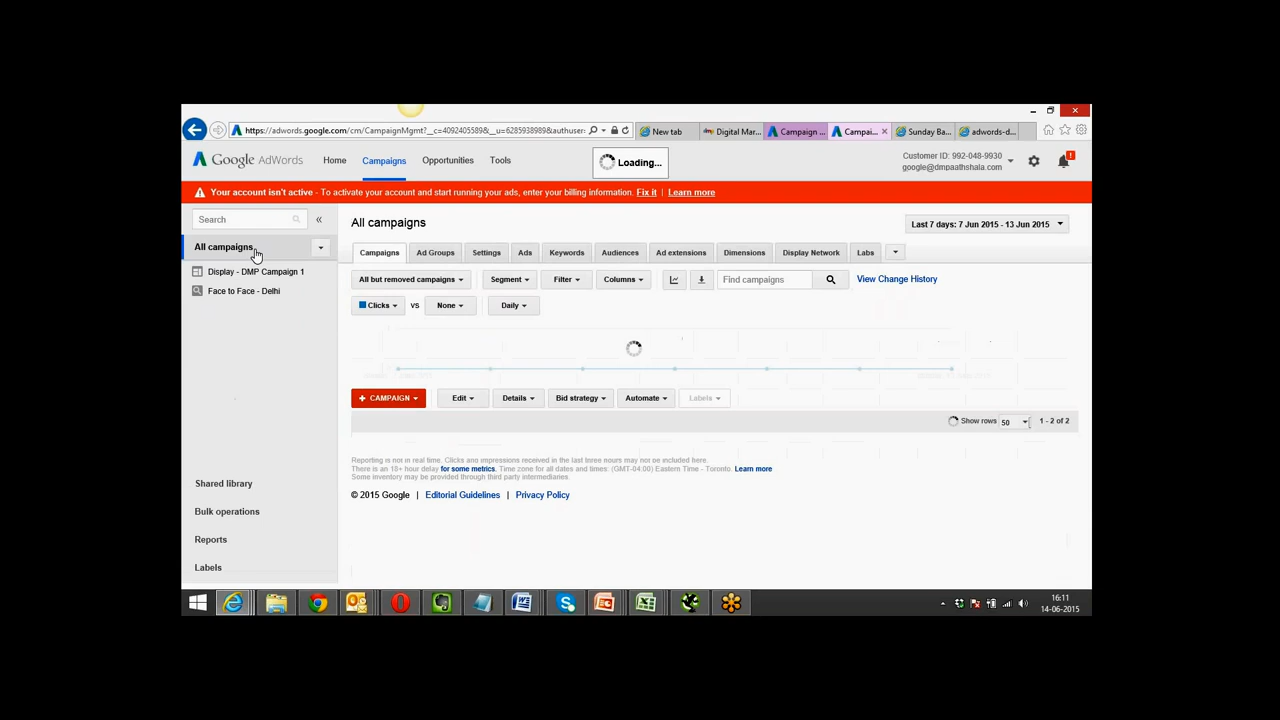 https://adwords.google.com/cm/CampaignMgmt?_c=4092405589&__u=6285938989&authuser:
New tab
Digital Mar...
Campaign ...
Campai...
Sunday Ba...
adwords-d...
Google AdWords
Home
Campaigns
Opportunities
Tools
Loading...
Customer ID: 992-048-9930
google@dmpaathshala.com
Your account isn't active - To activate your account and start running your ads, enter your billing information. Fix it | Learn more
Search
«
All campaigns
Last 7 days: 7 Jun 2015 - 13 Jun 2015
All campaigns
Display - DMP Campaign 1
Face to Face - Delhi
Campaigns
Ad Groups
Settings
Ads
Keywords
Audiences
Ad extensions
Dimensions
Display Network
Labs
All but removed campaigns
Segment
Filter
Columns
Find campaigns
View Change History
Clicks
VS
None
Daily
+ CAMPAIGN
Edit
Details
Bid strategy
Automate
Labels
Show rows
50
1 - 2 of 2
Reporting is not in real time. Clicks and impressions received in the last three hours may not be included here.
There is an 18+ hour delay for some metrics. Time zone for all dates and times: (GMT-04:00) Eastern Time - Toronto. Learn more
Some inventory may be provided through third party intermediaries.
© 2015 Google | Editorial Guidelines | Privacy Policy
Shared library
Bulk operations
Reports
Labels
16:11
14-06-2015